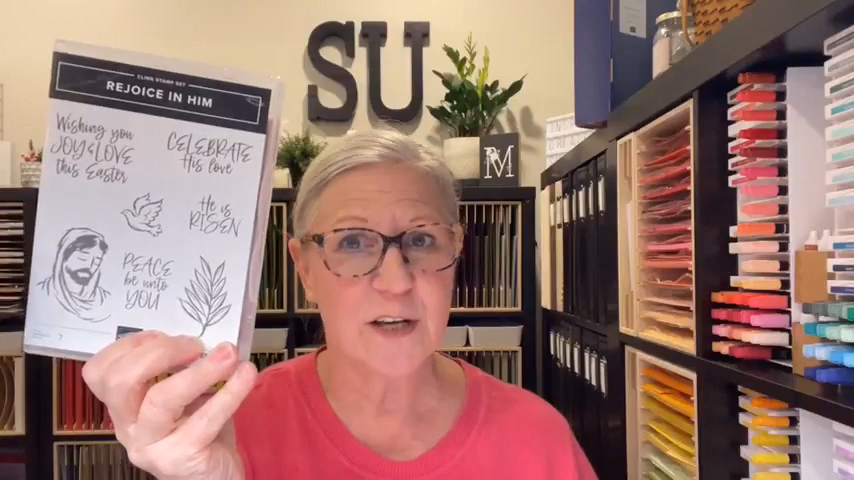 SU
CLING STAMP SET
REJOICE IN HIM
Wishing you
JOY & LOVE
this Easter
CELEBRATE
His love
He is
RISEN
PEACE
be unto
YOU
M